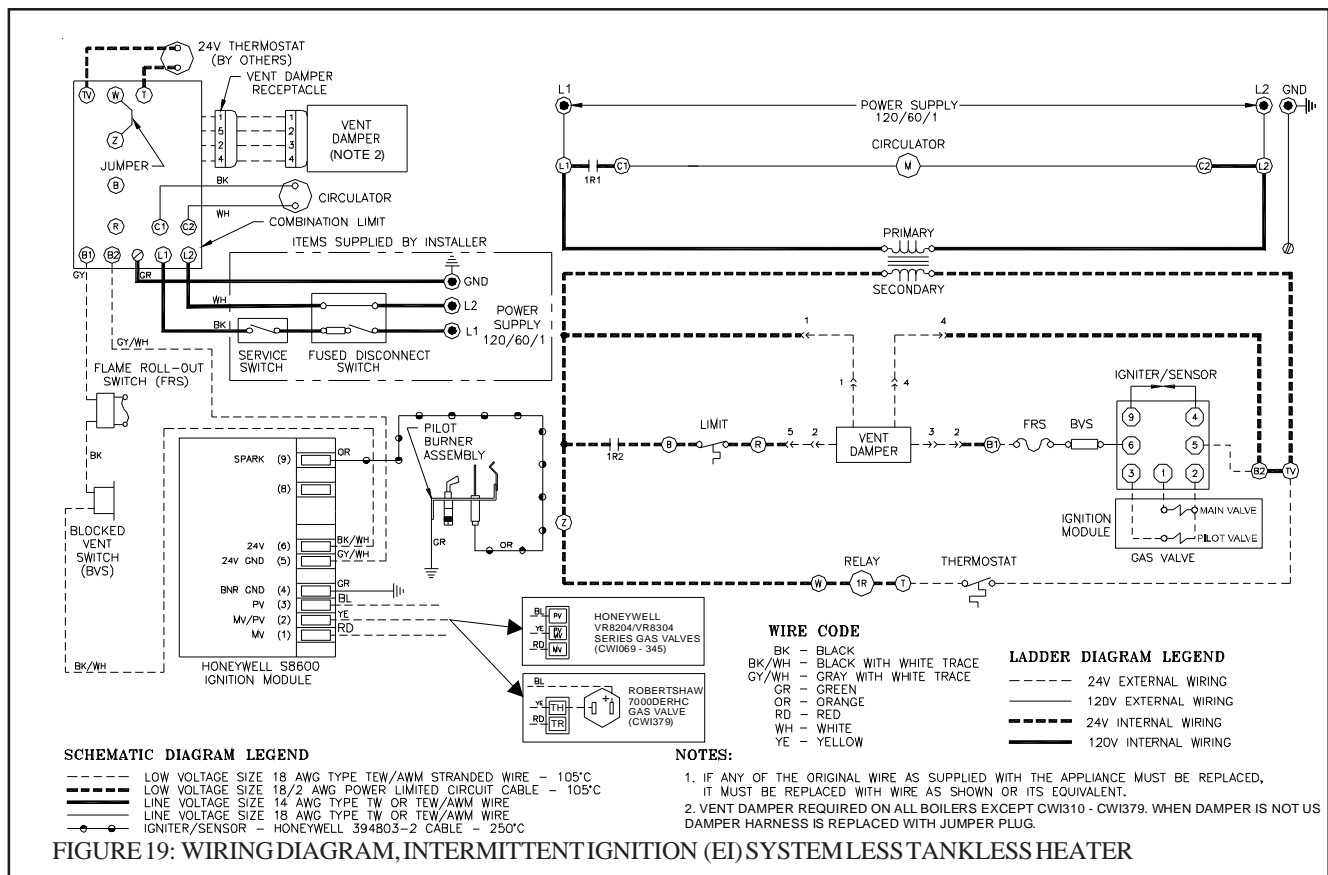 24V THERMOSTAT
(BY OTHERS)
VENT DAMPER
RECEPTACLE
TV
W
T
Z
JUMPER
B
R
C1
C2
B1
B2
L1
L2
1
5
2
4
1
2
3
4
VENT
DAMPER
(NOTE 2)
BK
WH
CIRCULATOR
COMBINATION LIMIT
GY
GR
ITEMS SUPPLIED BY INSTALLER
GND
WH
L2
BK
L1
POWER
SUPPLY
120/60/1
SERVICE
SWITCH
FUSED DISCONNECT
SWITCH
GY/WH
FLAME ROLL-OUT
SWITCH (FRS)
BK
BLOCKED
VENT
SWITCH
(BVS)
BK/WH
SPARK (9)
OR
(8)
24V (6)
BK/WH
24V GND (5)
GY/WH
BNR GND (4)
GR
PV (3)
BL
MV/PV (2)
YE
MV (1)
RD
HONEYWELL S8600
IGNITION MODULE
PILOT
BURNER
ASSEMBLY
GR
OR
BL
YE
RD
PV
PV
MV
MV
HONEYWELL
VR8204/VR8304
SERIES GAS VALVES
(CWI069 - 345)
BL
YE
RD
TH
TR
ROBERTSHAW
7000DERHC
GAS VALVE
(CWI379)
L1
L2 GND
POWER SUPPLY
120/60/1
CIRCULATOR
L1
1R1
C1
M
C2
L2
PRIMARY
SECONDARY
1
4
1
4
IGNITER/SENSOR
9
4
6
5
3
1
2
LIMIT
1R2
B
R
5
2
VENT
DAMPER
3
2
B1
FRS
BVS
B2
TV
IGNITION
MODULE
MAIN VALVE
PILOT VALVE
GAS VALVE
Z
RELAY
W
1R
T
THERMOSTAT
WIRE CODE
BK - BLACK
BK/WH - BLACK WITH WHITE TRACE
GY/WH - GRAY WITH WHITE TRACE
GR - GREEN
OR - ORANGE
RD - RED
WH - WHITE
YE - YELLOW
LADDER DIAGRAM LEGEND
24V EXTERNAL WIRING
120V EXTERNAL WIRING
24V INTERNAL WIRING
120V INTERNAL WIRING
SCHEMATIC DIAGRAM LEGEND
LOW VOLTAGE SIZE 18 AWG TYPE TEW/AWM STRANDED WIRE - 105°C
LOW VOLTAGE SIZE 18/2 AWG POWER LIMITED CIRCUIT CABLE - 105°C
LINE VOLTAGE SIZE 14 AWG TYPE TW OR TEW/AWM WIRE
LINE VOLTAGE SIZE 18 AWG TYPE TW OR TEW/AWM WIRE
IGNITER/SENSOR - HONEYWELL 394803-2 CABLE - 250°C
NOTES:
1. IF ANY OF THE ORIGINAL WIRE AS SUPPLIED WITH THE APPLIANCE MUST BE REPLACED,
IT MUST BE REPLACED WITH WIRE AS SHOWN OR ITS EQUIVALENT.
2. VENT DAMPER REQUIRED ON ALL BOILERS EXCEPT CWI310 - CWI379. WHEN DAMPER IS NOT US
DAMPER HARNESS IS REPLACED WITH JUMPER PLUG.
FIGURE 19: WIRING DIAGRAM, INTERMITTENT IGNITION (EI) SYSTEM LESS TANKLESS HEATER